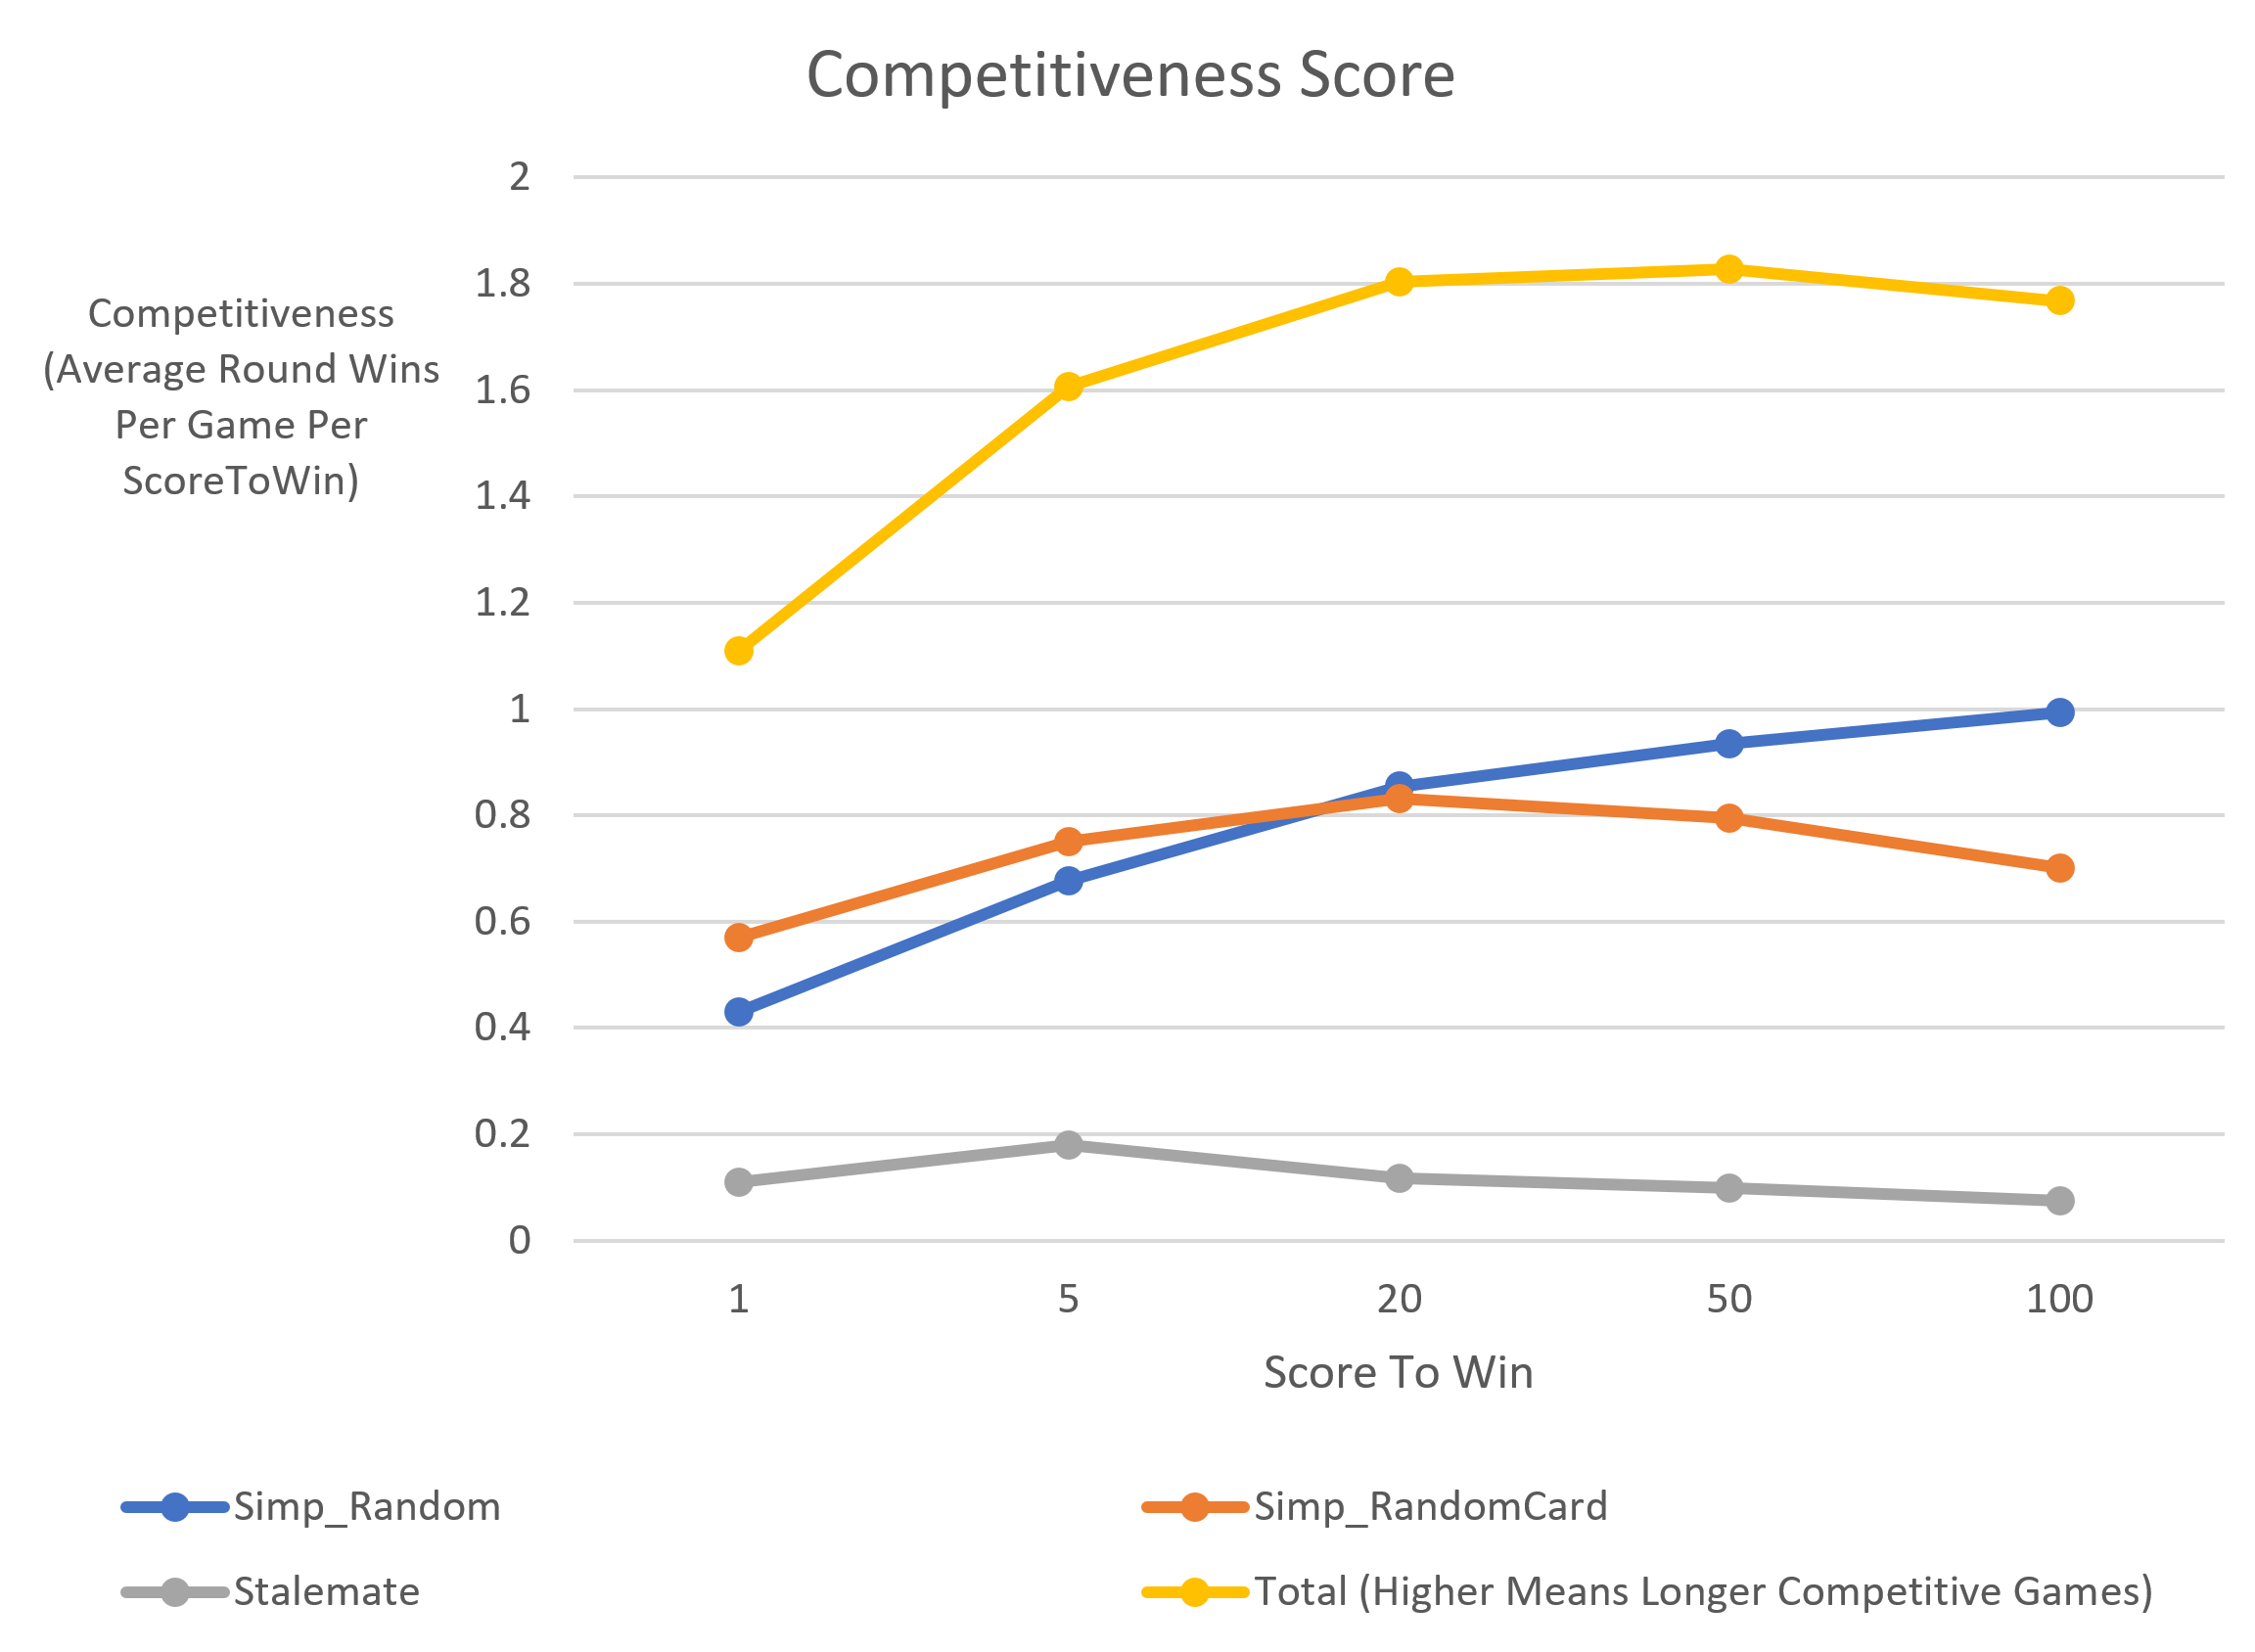 Competitiveness Score
Competitiveness
(Average Round Wins
Per Game Per
ScoreToWin)
2
1.8
1.6
1.4
1.2
1
0.8
0.6
0.4
0.2
0
1 5 20 50 100
Score To Win
Simp_Random
Simp_RandomCard
Stalemate
Total (Higher Means Longer Competitive Games)